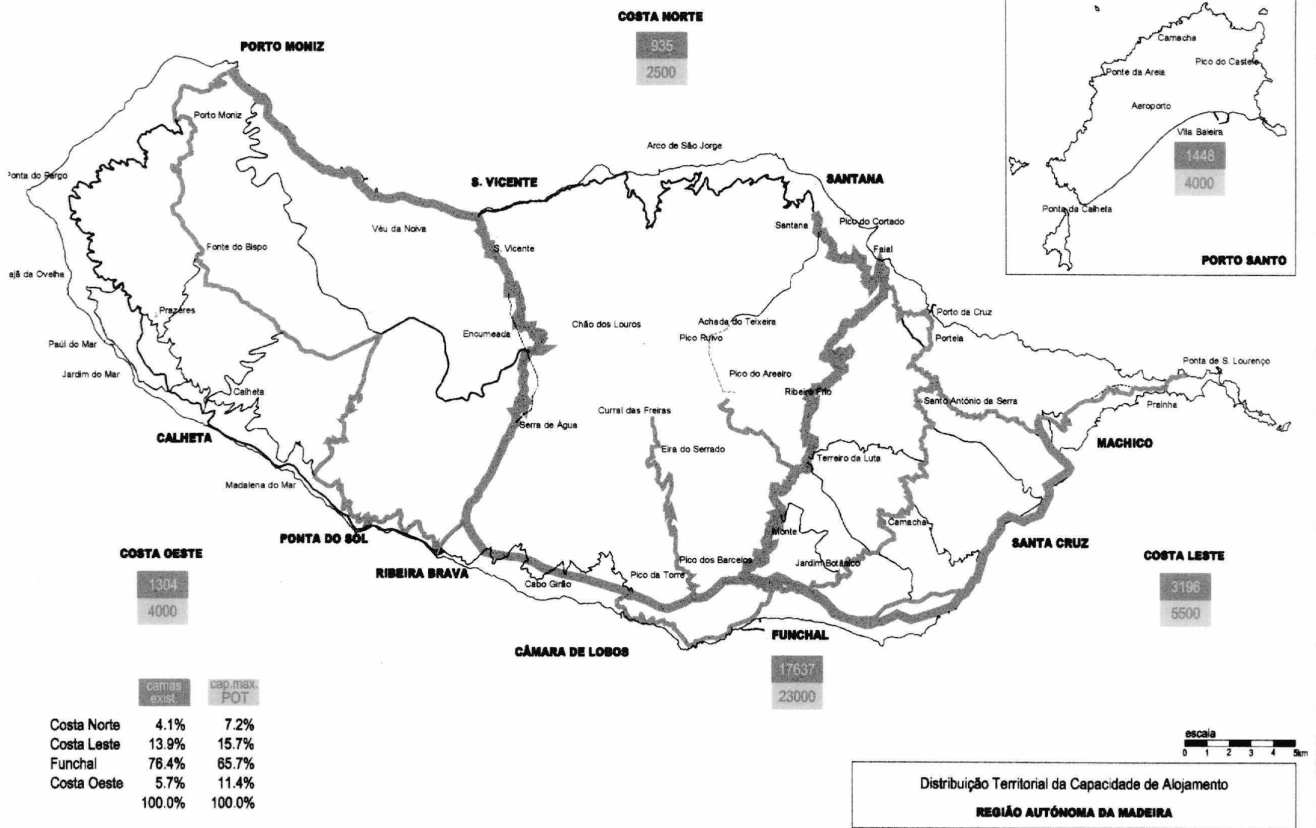 COSTA NORTE
935
2500
PORTO MONIZ
Porto Moniz
Ponta do Pargo
Fonte do Bispo
Véu da Noiva
S. VICENTE
S. Vicente
Arco de São Jorge
SANTANA
Santana
Pico do Cortado
Faial
Camacha
Pico do Castelo
Ponte da Areia
Aeroporto
Vila Baleira
1448
4000
Ponta da Calheta
PORTO SANTO
ajã da Ovelha
Prazeres
Paúl do Mar
Jardim do Mar
Calheta
CALHETA
Encumeada
Chão dos Louros
Achada do Teixeira
Pico Ruivo
Pico do Areeiro
Ribeiro Frio
Porto da Cruz
Portela
Ponta de S. Lourenço
Prainha
Santo António da Serra
MACHICO
Serra de Água
Curral das Freiras
Eira do Serrado
Terreiro da Luta
Madalena do Mar
PONTA DO SOL
RIBEIRA BRAVA
Camacha
Monte
SANTA CRUZ
Pico dos Barcelos
Jardim Botânico
Pico da Torre
Cabo Girão
CÂMARA DE LOBOS
FUNCHAL
17637
23000
COSTA OESTE
1304
4000
COSTA LESTE
3196
5500
camas exist. cap.max. POT
Costa Norte 4.1% 7.2%
Costa Leste 13.9% 15.7%
Funchal 76.4% 65.7%
Costa Oeste 5.7% 11.4%
100.0% 100.0%
escala
0 1 2 3 4 5km
Distribuição Territorial da Capacidade de Alojamento
REGIÃO AUTÓNOMA DA MADEIRA